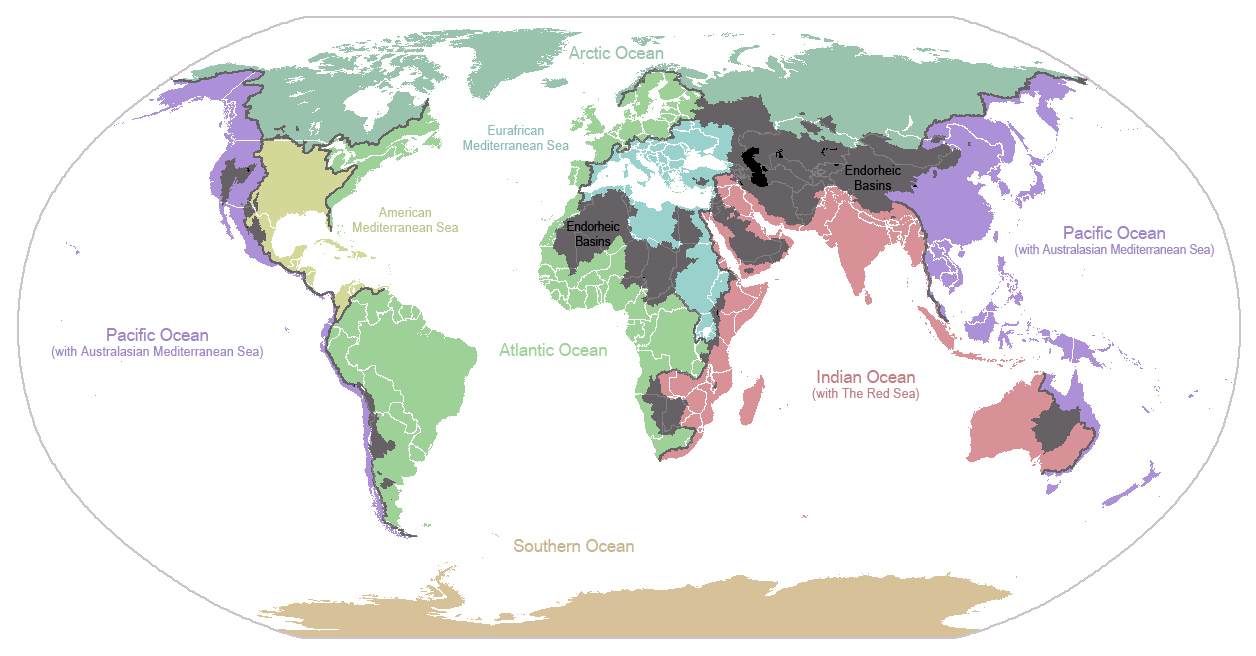 Arctic Ocean
Eurafrican
Mediterranean Sea
Endorheic
Basins
American
Mediterranean Sea
Endorheic
Basins
Pacific Ocean
(with Australasian Mediterranean Sea)
Pacific Ocean
(with Australasian Mediterranean Sea)
Atlantic Ocean
Indian Ocean
(with The Red Sea)
Southern Ocean